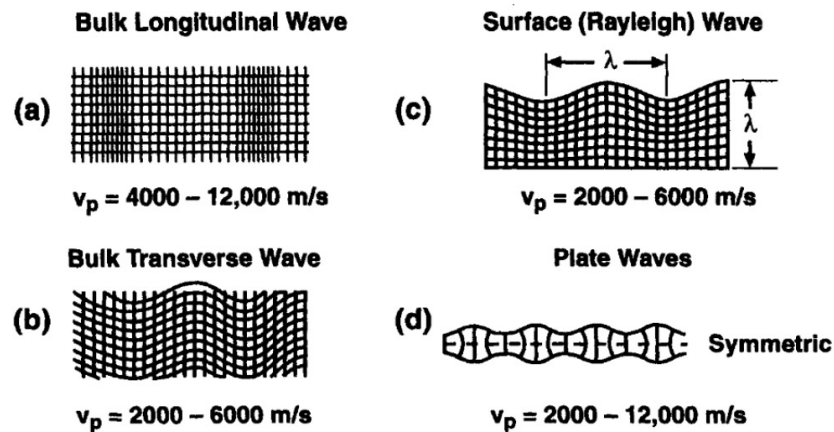 Bulk Longitudinal Wave
(a)
vp = 4000 – 12,000 m/s
Surface (Rayleigh) Wave
λ
(c)
λ
vp = 2000 – 6000 m/s
Bulk Transverse Wave
(b)
vp = 2000 – 6000 m/s
Plate Waves
(d)
Symmetric
vp = 2000 – 12,000 m/s